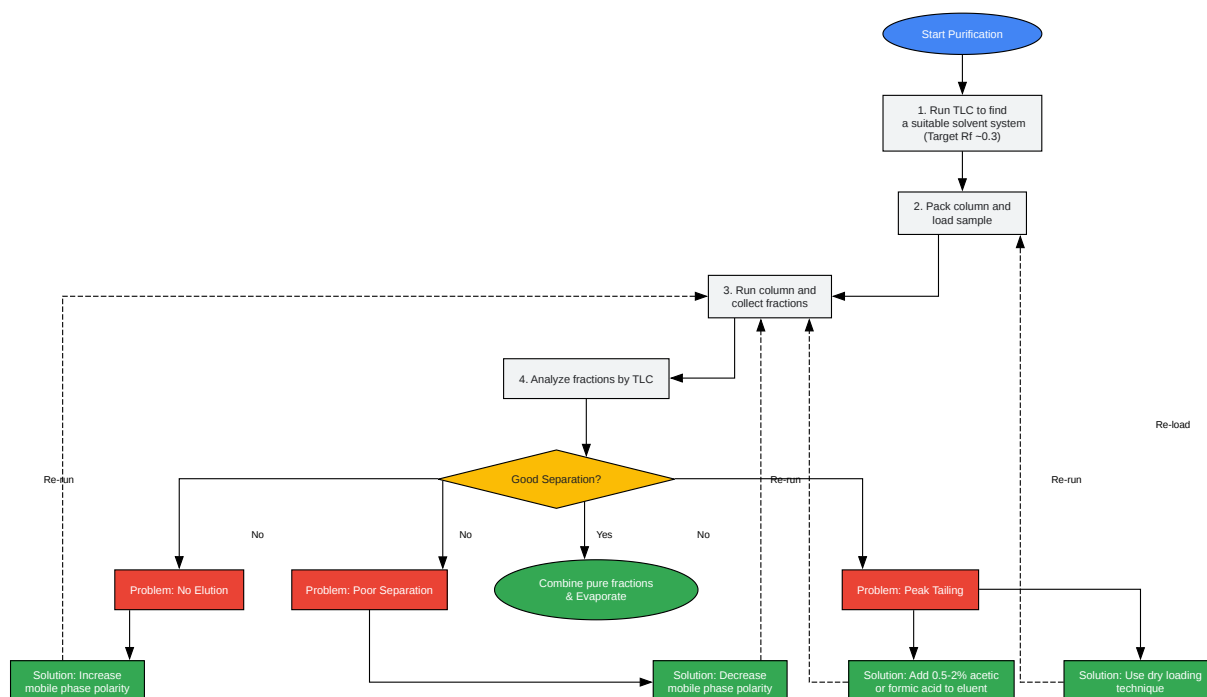 Start Purification
1. Run TLC to find
a suitable solvent system
(Target Rf ~0.3)
2. Pack column and
load sample
3. Run column and
collect fractions
4. Analyze fractions by TLC
Re-load
Good Separation?
Re-run
Re-run
Re-run
No
No
Yes
No
Problem: No Elution
Problem: Poor Separation
Combine pure fractions
& Evaporate
Problem: Peak Tailing
Solution: Increase
mobile phase polarity
Solution: Decrease
mobile phase polarity
Solution: Add 0.5-2% acetic
or formic acid to eluent
Solution: Use dry loading
technique